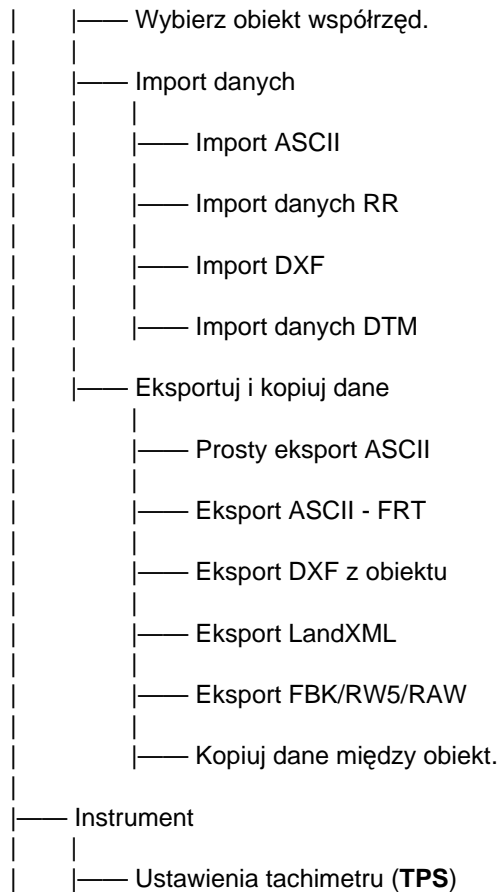 Wybierz obiekt współrzęd.
Import danych
Import ASCII
Import danych RR
Import DXF
Import danych DTM
Eksportuj i kopiuj dane
Prosty eksport ASCII
Eksport ASCII - FRT
Eksport DXF z obiektu
Eksport LandXML
Eksport FBK/RW5/RAW
Kopiuj dane między obiekt.
Instrument
Ustawienia tachimetru (TPS)